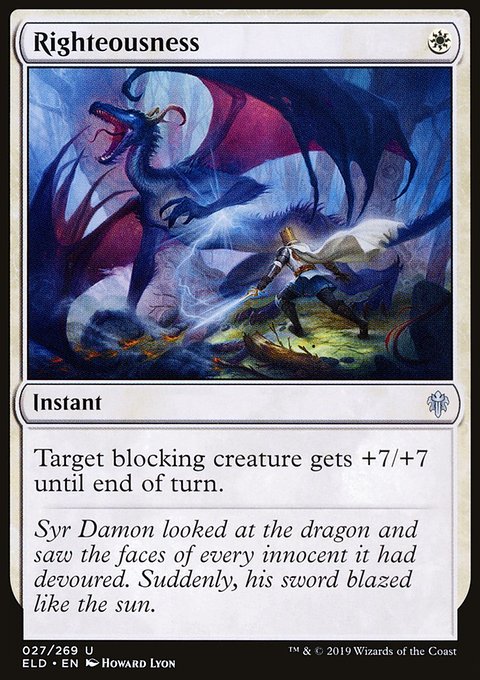 Righteousness
Instant
Target blocking creature gets +7/+7
until end of turn.
Syr Damon looked at the dragon and
saw the faces of every innocent it had
devoured. Suddenly, his sword blazed
like the sun.
027/269 U
ELD • EN Howard Lyon
™ & © 2019 Wizards of the Coast